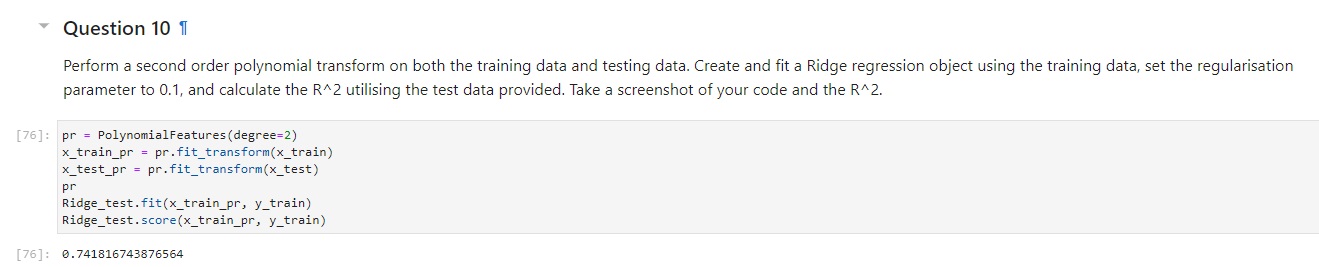 Question 10 ¶
Perform a second order polynomial transform on both the training data and testing data. Create and fit a Ridge regression object using the training data, set the regularisation
parameter to 0.1, and calculate the R^2 utilising the test data provided. Take a screenshot of your code and the R^2.
[76]: pr = PolynomialFeatures(degree=2)
x_train_pr = pr.fit_transform(x_train)
x_test_pr = pr.fit_transform(x_test)
pr
Ridge_test.fit(x_train_pr, y_train)
Ridge_test.score(x_train_pr, y_train)
[76]: 0.741816743876564